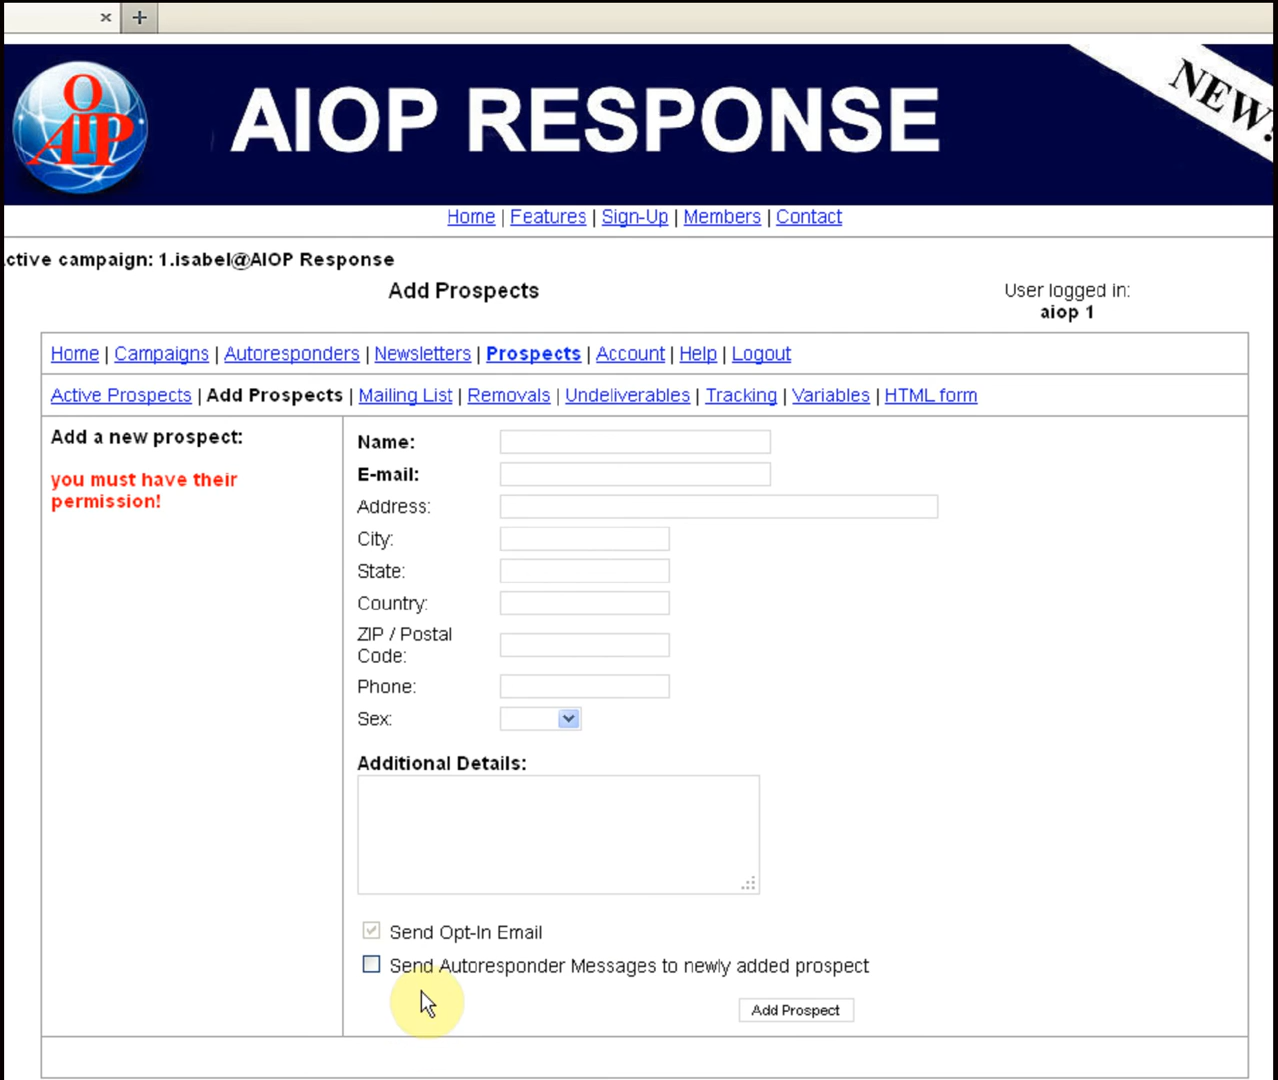 O
AIP
AIOP RESPONSE
NEW!
Home | Features | Sign-Up | Members | Contact
ctive campaign: 1.isabel@AIOP Response
Add Prospects
User logged in:
aiop 1
Home | Campaigns | Autoresponders | Newsletters | Prospects | Account | Help | Logout
Active Prospects | Add Prospects | Mailing List | Removals | Undeliverables | Tracking | Variables | HTML form
Add a new prospect:
you must have their
permission!
Name:
E-mail:
Address:
City:
State:
Country:
ZIP / Postal
Code:
Phone:
Sex:
Additional Details:
Send Opt-In Email
Send Autoresponder Messages to newly added prospect
Add Prospect